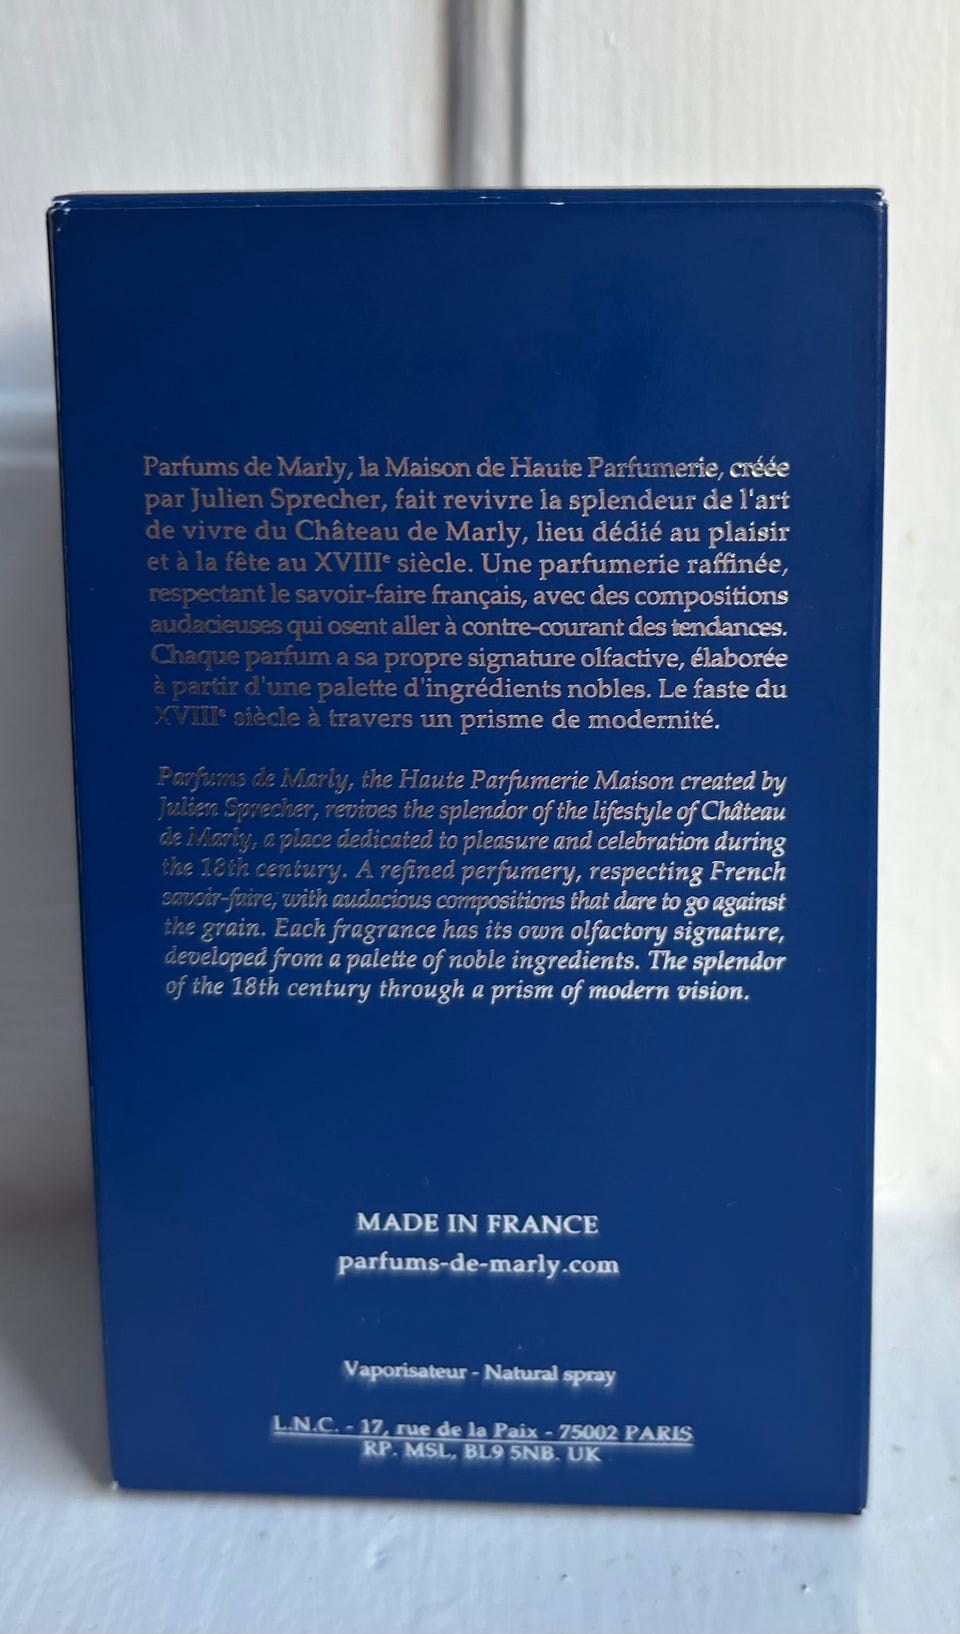 Parfums de Marly, la Maison de Haute Parfumerie, créée
par Julien Sprecher, fait revivre la splendeur de l'art
de vivre du Château de Marly, lieu dédié au plaisir
et à la fête au XVIIIᵉ siècle. Une parfumerie raffinée,
respectant le savoir-faire français, avec des compositions
audacieuses qui osent aller à contre-courant des tendances.
Chaque parfum a sa propre signature olfactive, élaborée
à partir d'une palette d'ingrédients nobles. Le faste du
XVIIIᵉ siècle à travers un prisme de modernité.
Parfums de Marly, the Haute Parfumerie Maison created by
Julien Sprecher, revives the splendor of the lifestyle of Château
de Marly, a place dedicated to pleasure and celebration during
the 18th century. A refined perfumery, respecting French
savoir-faire, with audacious compositions that dare to go against
the grain. Each fragrance has its own olfactory signature,
developed from a palette of noble ingredients. The splendor
of the 18th century through a prism of modern vision.
MADE IN FRANCE
parfums-de-marly.com
Vaporisateur - Natural spray
L.N.C. - 17, rue de la Paix - 75002 PARIS
RP. MSL, BL9 5NB. UK